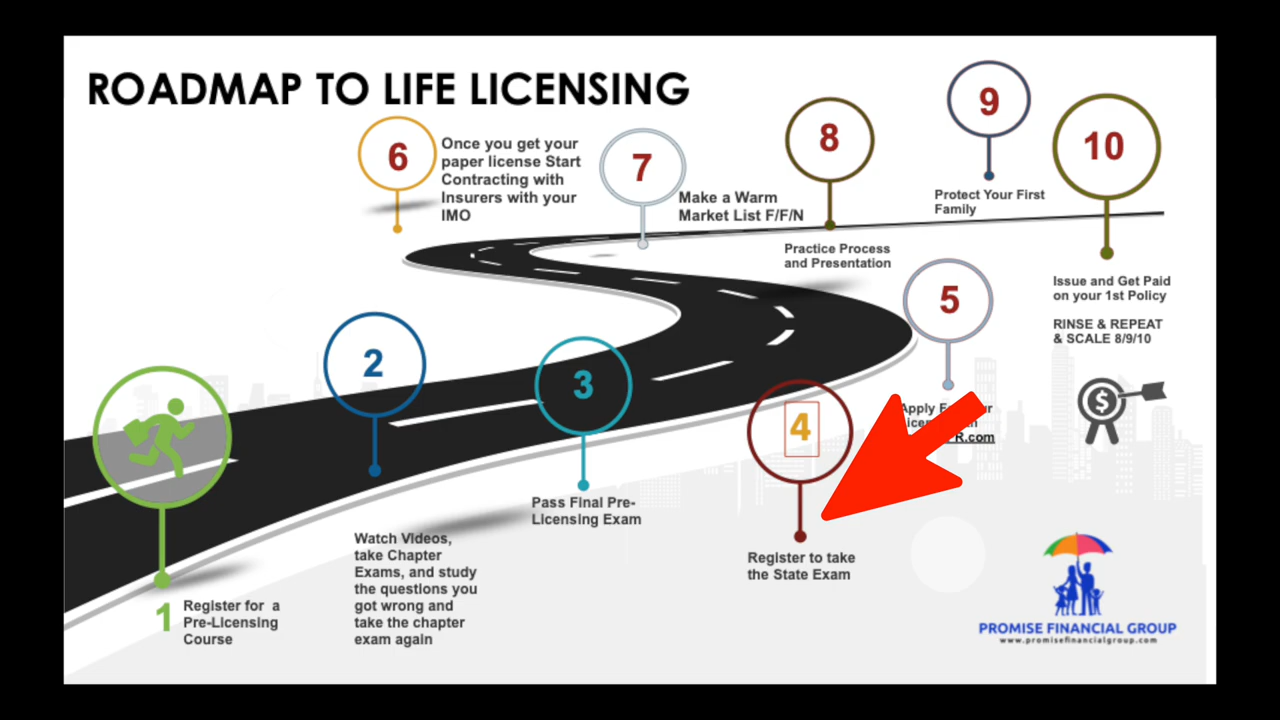 ROADMAP TO LIFE LICENSING
6
Once you get your
paper license Start
Contracting with
Insurers with your
IMO
7
Make a Warm
Market List F/F/N
8
Practice Process
and Presentation
9
Protect Your First
Family
10
Issue and Get Paid
on your 1st Policy
RINSE & REPEAT
& SCALE 8/9/10
$
5
Apply
R.com
4
Register to take
the State Exam
3
Pass Final Pre-
Licensing Exam
2
Watch Videos,
take Chapter
Exams, and study
the questions you
got wrong and
take the chapter
exam again
1
Register for a
Pre-Licensing
Course
PROMISE FINANCIAL GROUP
www.promisefinancialgroup.com